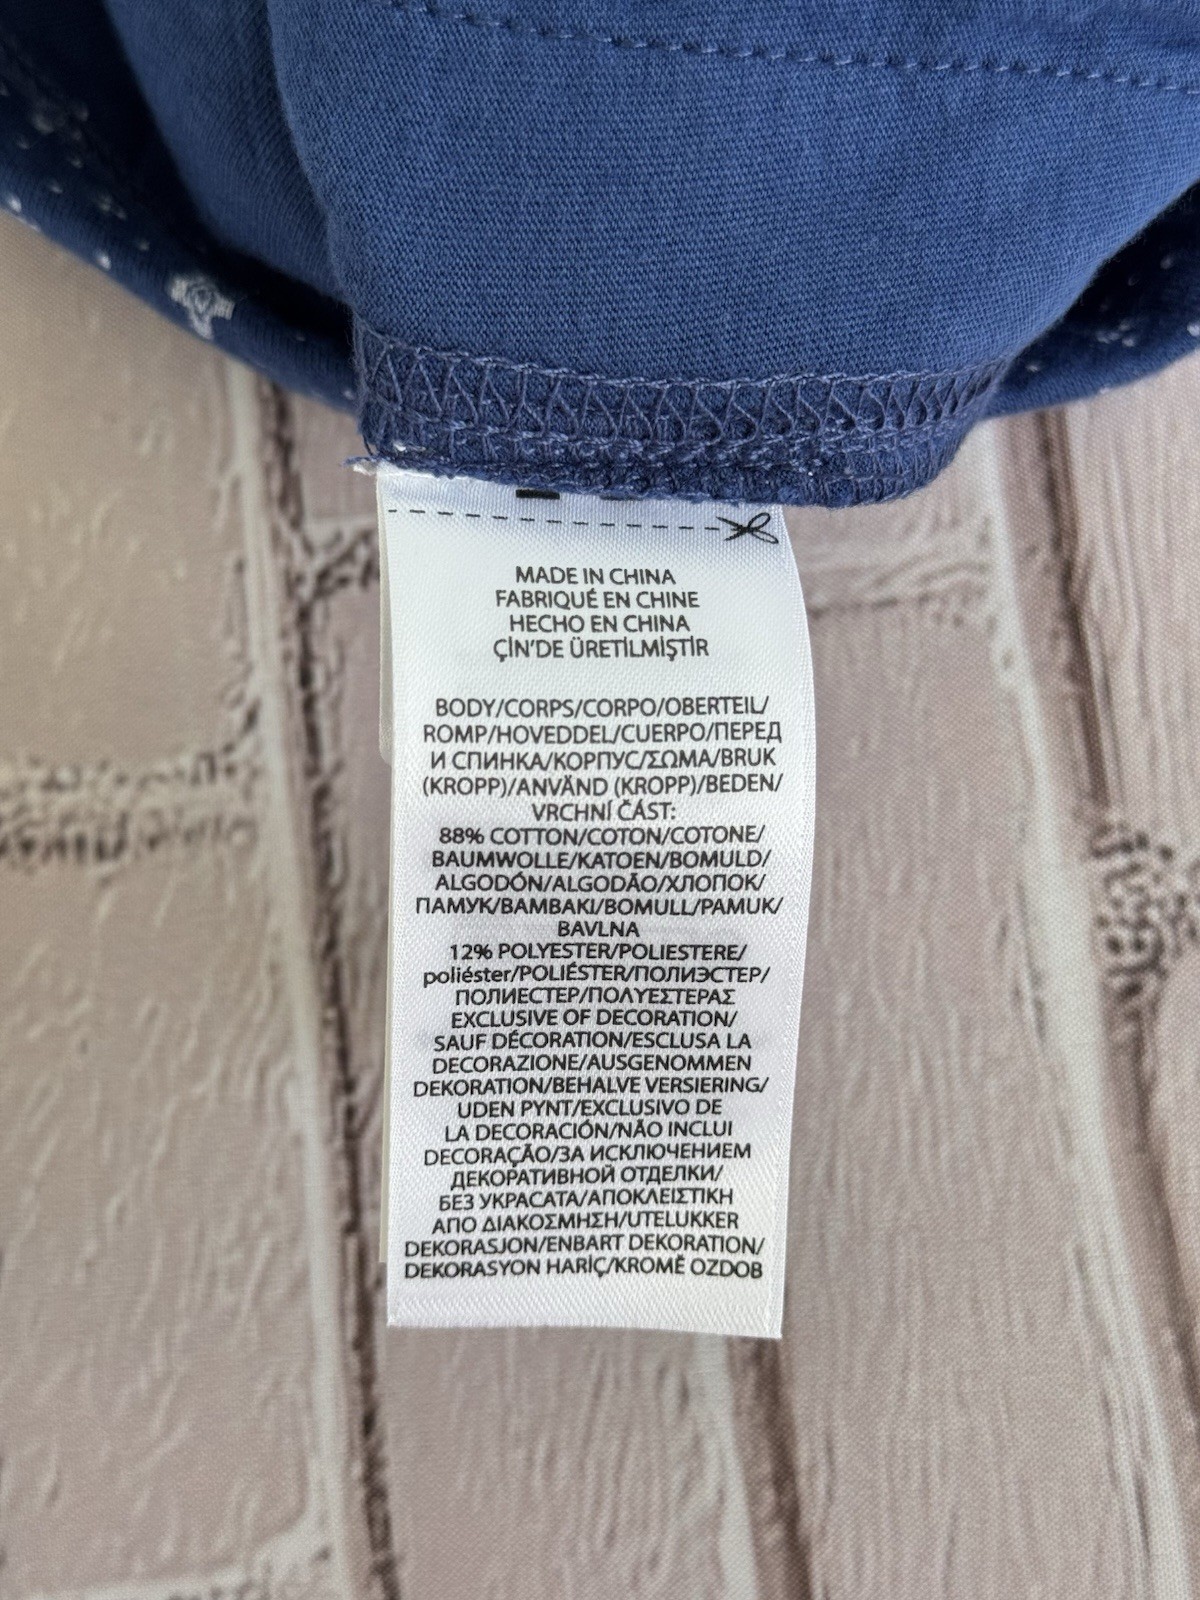 MADE IN CHINA
FABRIQUÉ EN CHINE
HECHO EN CHINA
ÇİN'DE ÜRETİLMİŞTİR
BODY/CORPS/CORPO/OBERTEIL/
ROMP/HOVEDDEL/CUERPO/ПЕРЕД
И СПИНКА/КОРПУС/ΣΩΜΑ/BRUK
(KROPP)/ANVÄND (KROPP)/BEDEN/
VRCHNÍ ČÁST:
88% COTTON/COTON/COTONE/
BAUMWOLLE/KATOEN/BOMULD/
ALGODÓN/ALGODÃO/ХЛОПОК/
ПАМУК/ΒΑΜΒΑΚΙ/BOMULL/PAMUK/
BAVLNA
12% POLYESTER/POLIESTERE/
poliéster/POLIÉSTER/ПОЛИЭСТЕР/
ПОЛИЕСТЕР/ΠΟΛΥΕΣΤΕΡΑΣ
EXCLUSIVE OF DECORATION/
SAUF DÉCORATION/ESCLUSA LA
DECORAZIONE/AUSGENOMMEN
DEKORATION/BEHALVE VERSIERING/
UDEN PYNT/EXCLUSIVO DE
LA DECORACIÓN/NÃO INCLUI
DECORAÇÃO/ЗА ИСКЛЮЧЕНИЕМ
ДЕКОРАТИВНОЙ ОТДЕЛКИ/
БЕЗ УКРАСАТА/ΑΠΟΚΛΕΙΣΤΙΚΗ
ΑΠΟ ΔΙΑΚΟΣΜΗΣΗ/UTELUKKER
DEKORASJON/ENBART DEKORATION/
DEKORASYON HARİÇ/KROMĚ OZDOB